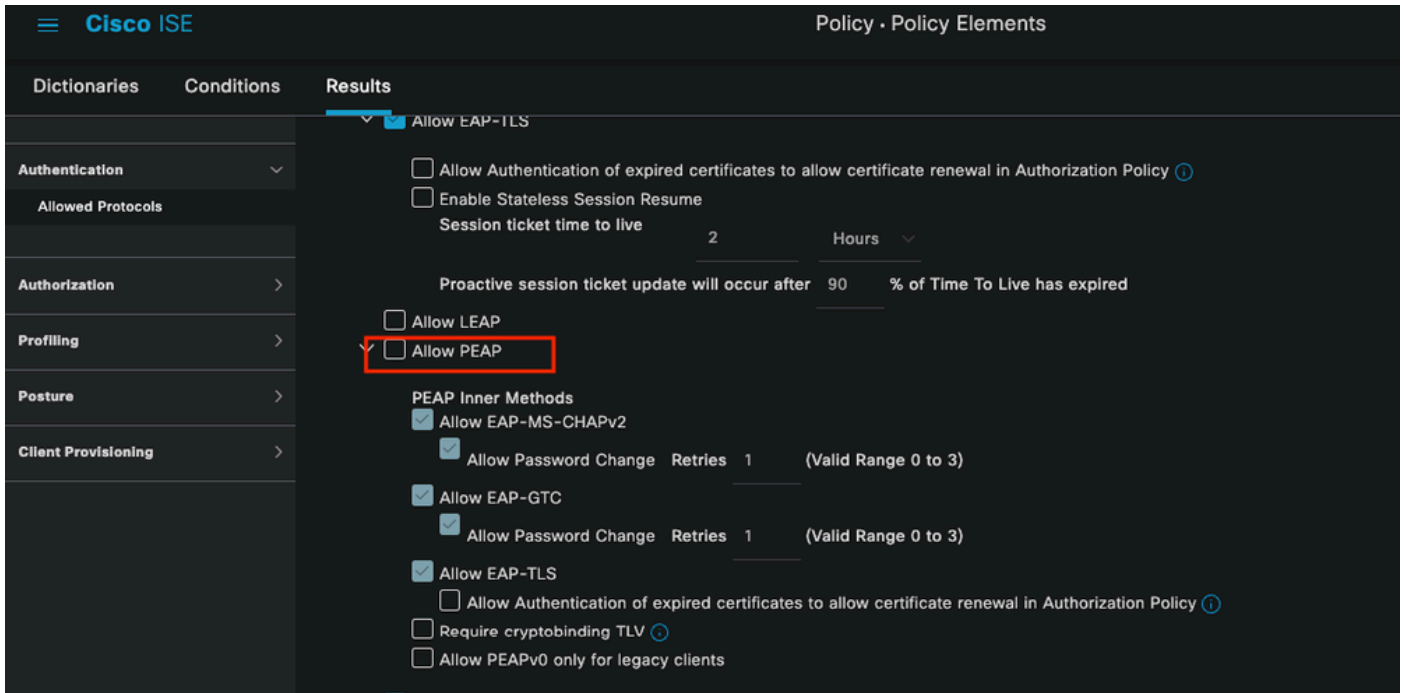 Cisco ISE
Policy • Policy Elements
Dictionaries Conditions Results
Allow EAP-TLS
Authentication
Allow Authentication of expired certificates to allow certificate renewal in Authorization Policy
Enable Stateless Session Resume
Allowed Protocols
Session ticket time to live
2 Hours
Authorization
Proactive session ticket update will occur after 90 % of Time To Live has expired
Allow LEAP
Profiling
Allow PEAP
Posture
PEAP Inner Methods
Allow EAP-MS-CHAPv2
Client Provisioning
Allow Password Change Retries 1 (Valid Range 0 to 3)
Allow EAP-GTC
Allow Password Change Retries 1 (Valid Range 0 to 3)
Allow EAP-TLS
Allow Authentication of expired certificates to allow certificate renewal in Authorization Policy
Require cryptobinding TLV
Allow PEAPv0 only for legacy clients